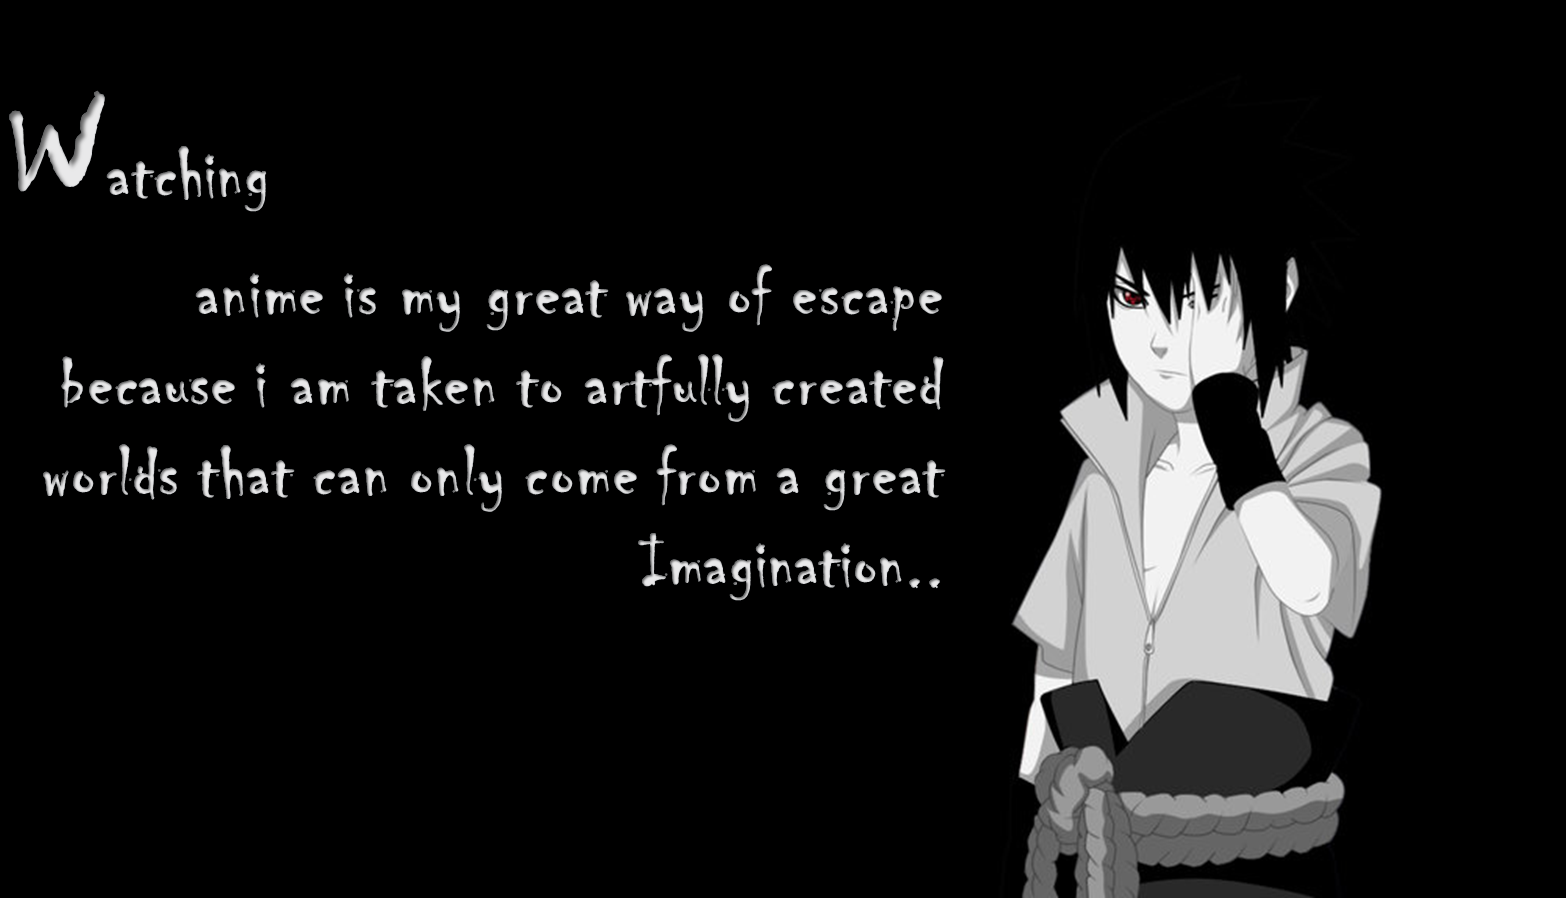 Watching
anime is my great way of escape
because i am taken to artfully created
worlds that can only come from a great
Imagination..